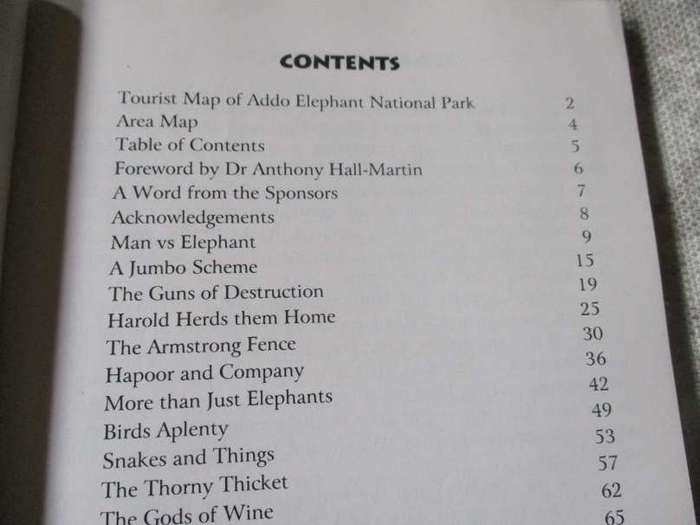 CONTENTS
Tourist Map of Addo Elephant National Park 2
Area Map 4
Table of Contents 5
Foreword by Dr Anthony Hall-Martin 6
A Word from the Sponsors 7
Acknowledgements 8
Man vs Elephant 9
A Jumbo Scheme 15
The Guns of Destruction 19
Harold Herds them Home 25
The Armstrong Fence 30
Hapoor and Company 36
More than Just Elephants 42
Birds Aplenty 49
Snakes and Things 53
The Thorny Thicket 57
The Gods of Wine 62
65